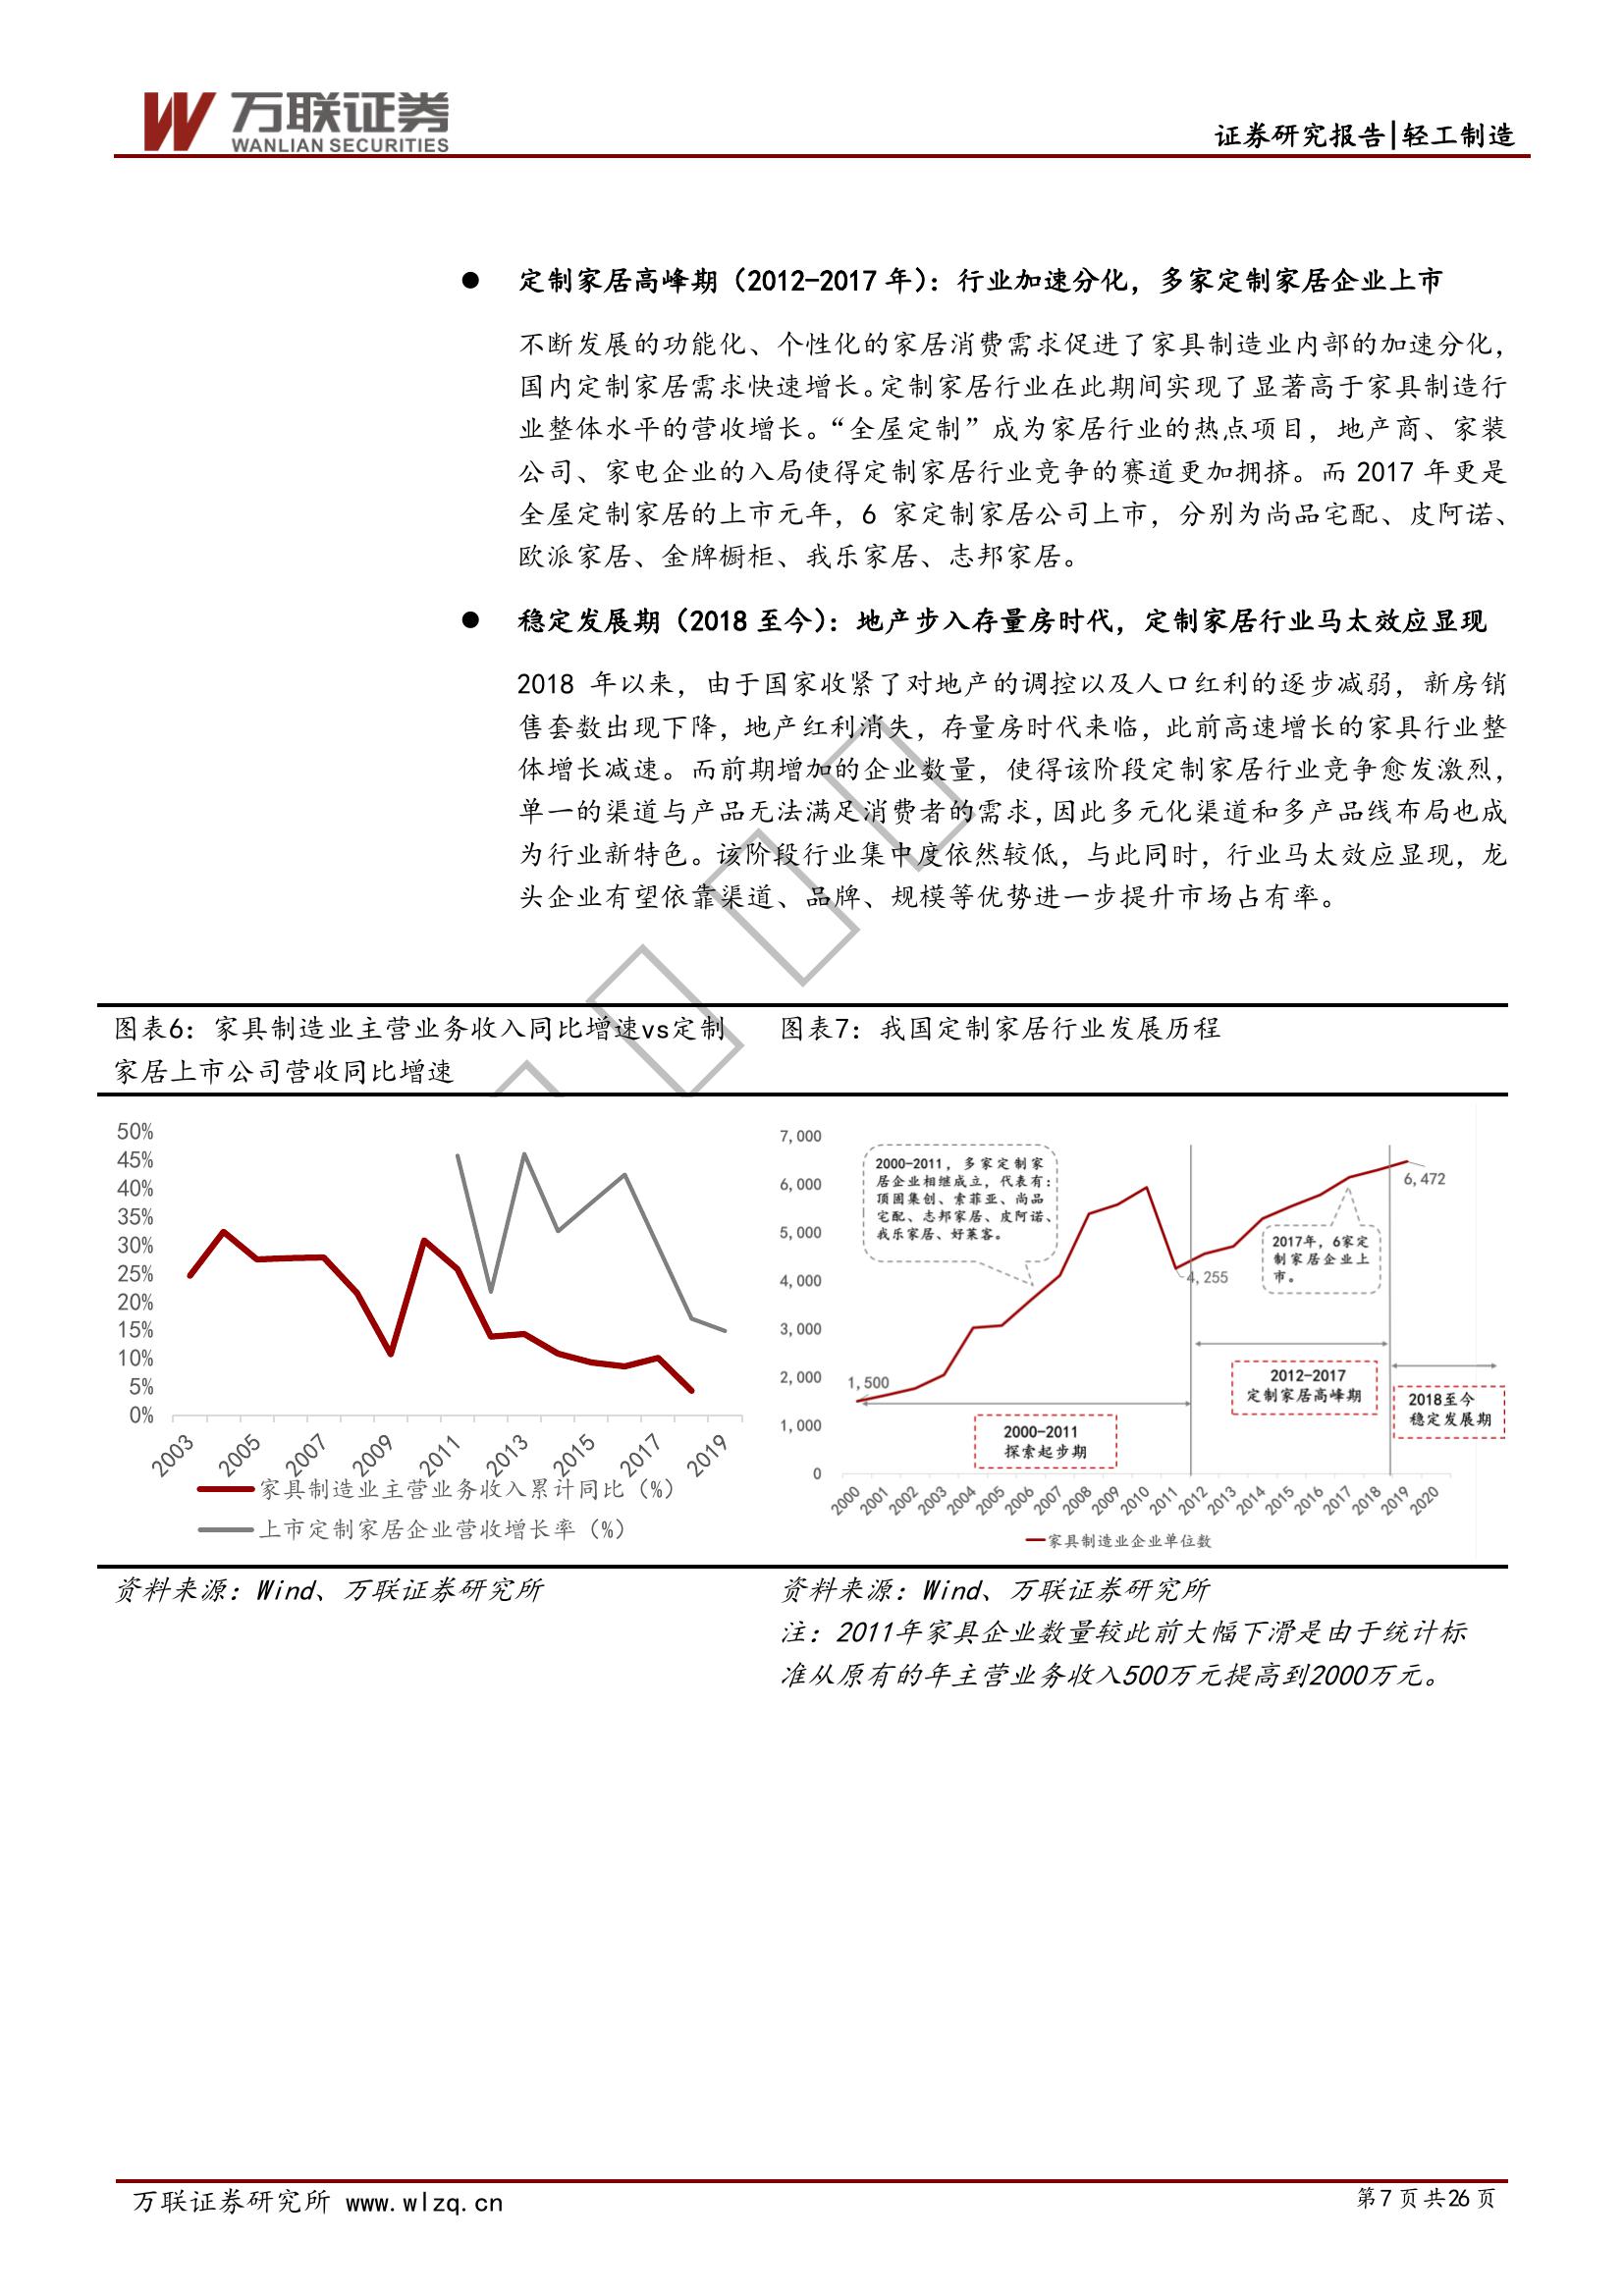 万联证券
WANLIAN SECURITIES
证券研究报告|轻工制造
● 定制家居高峰期（2012-2017 年）：行业加速分化，多家定制家居企业上市
不断发展的功能化、个性化的家居消费需求促进了家具制造业内部的加速分化，
国内定制家居需求快速增长。定制家居行业在此期间实现了显著高于家具制造行
业整体水平的营收增长。“全屋定制”成为家居行业的热点项目，地产商、家装
公司、家电企业的入局使得定制家居行业竞争的赛道更加拥挤。而 2017 年更是
全屋定制家居的上市元年，6 家定制家居公司上市，分别为尚品宅配、皮阿诺、
欧派家居、金牌橱柜、我乐家居、志邦家居。
● 稳定发展期（2018 至今）：地产步入存量房时代，定制家居行业马太效应显现
2018 年以来，由于国家收紧了对地产的调控以及人口红利的逐步减弱，新房销
售套数出现下降，地产红利消失，存量房时代来临，此前高速增长的家具行业整
体增长减速。而前期增加的企业数量，使得该阶段定制家居行业竞争愈发激烈，
单一的渠道与产品无法满足消费者的需求，因此多元化渠道和多产品线布局也成
为行业新特色。该阶段行业集中度依然较低，与此同时，行业马太效应显现，龙
头企业有望依靠渠道、品牌、规模等优势进一步提升市场占有率。
图表6：家具制造业主营业务收入同比增速vs定制
家居上市公司营收同比增速
50%
45%
40%
35%
30%
25%
20%
15%
10%
5%
0%
2003 2005 2007 2009 2011 2013 2015 2017 2019
家具制造业主营业务收入累计同比（%）
上市定制家居企业营收增长率（%）
资料来源：Wind、万联证券研究所
图表7：我国定制家居行业发展历程
7,000
6,000
5,000
4,000
3,000
2,000
1,000
0
2000-2011，多家定制家
居企业相继成立，代表有：
顶固集创、索菲亚、尚品
宅配、志邦家居、皮阿诺、
我乐家居、好莱客。
6,472
2017年，6家定
制家居企业上
市。
4,255
1,500
2012-2017
定制家居高峰期
2018至今
稳定发展期
2000-2011
探索起步期
2000 2001 2002 2003 2004 2005 2006 2007 2008 2009 2010 2011 2012 2013 2014 2015 2016 2017 2018 2019 2020
家具制造业企业单位数
资料来源：Wind、万联证券研究所
注：2011年家具企业数量较此前大幅下滑是由于统计标
准从原有的年主营业务收入500万元提高到2000万元。
万联证券研究所 www.wlzq.cn
第 7 页 共 26 页